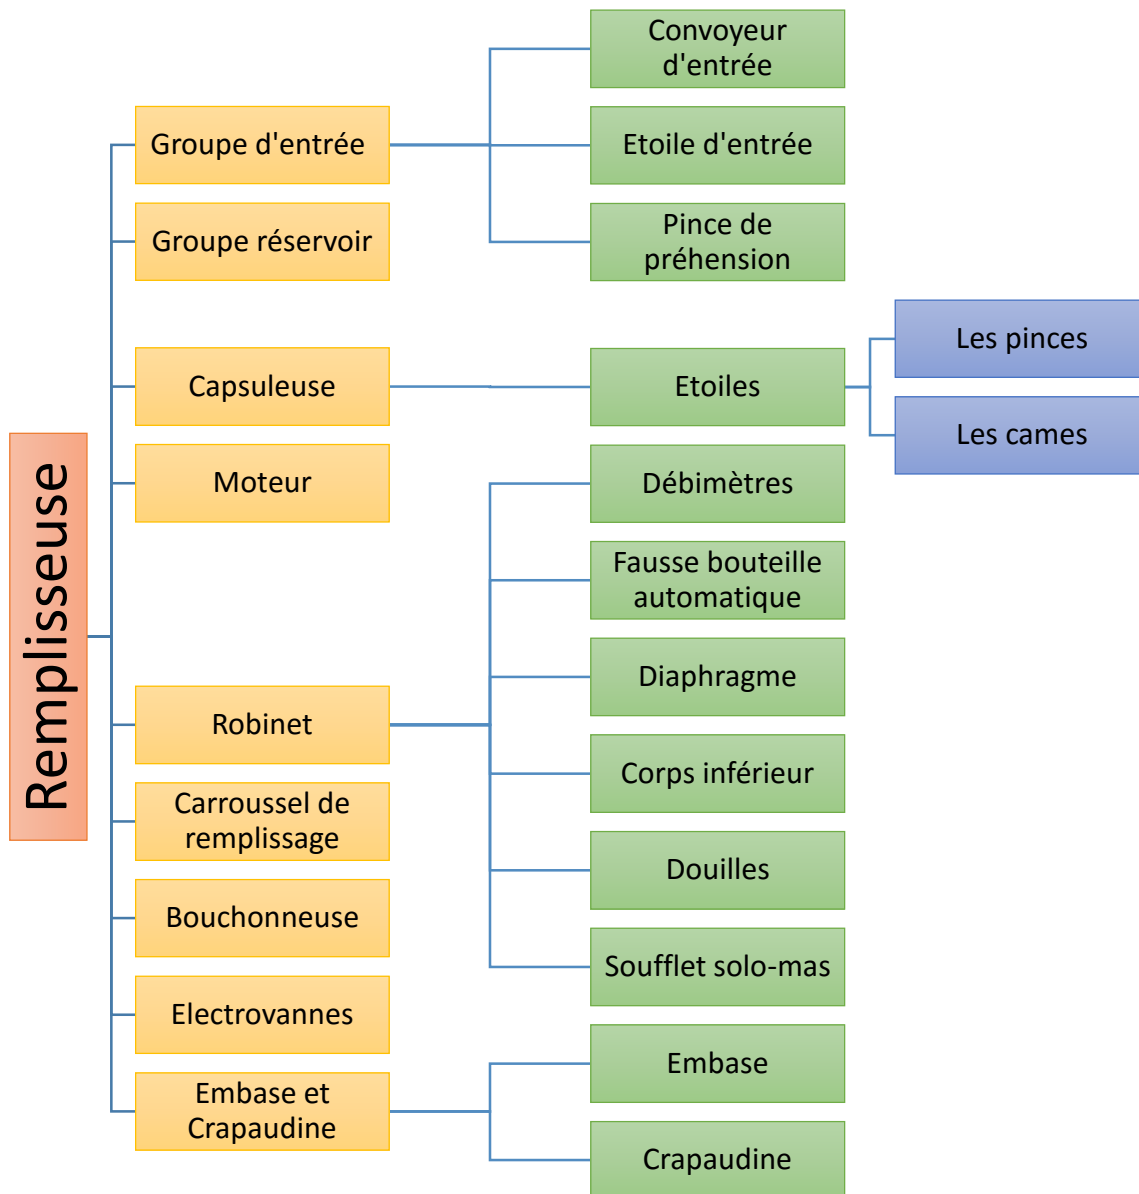 Remplisseuse
Groupe d'entrée
Convoyeur
d'entrée
Etoile d'entrée
Pince de
préhension
Groupe réservoir
Capsuleuse
Etoiles
Les pinces
Les cames
Moteur
Robinet
Débimètres
Fausse bouteille
automatique
Diaphragme
Corps inférieur
Douilles
Soufflet solo-mas
Carroussel de
remplissage
Bouchonneuse
Electrovannes
Embase et
Crapaudine
Embase
Crapaudine